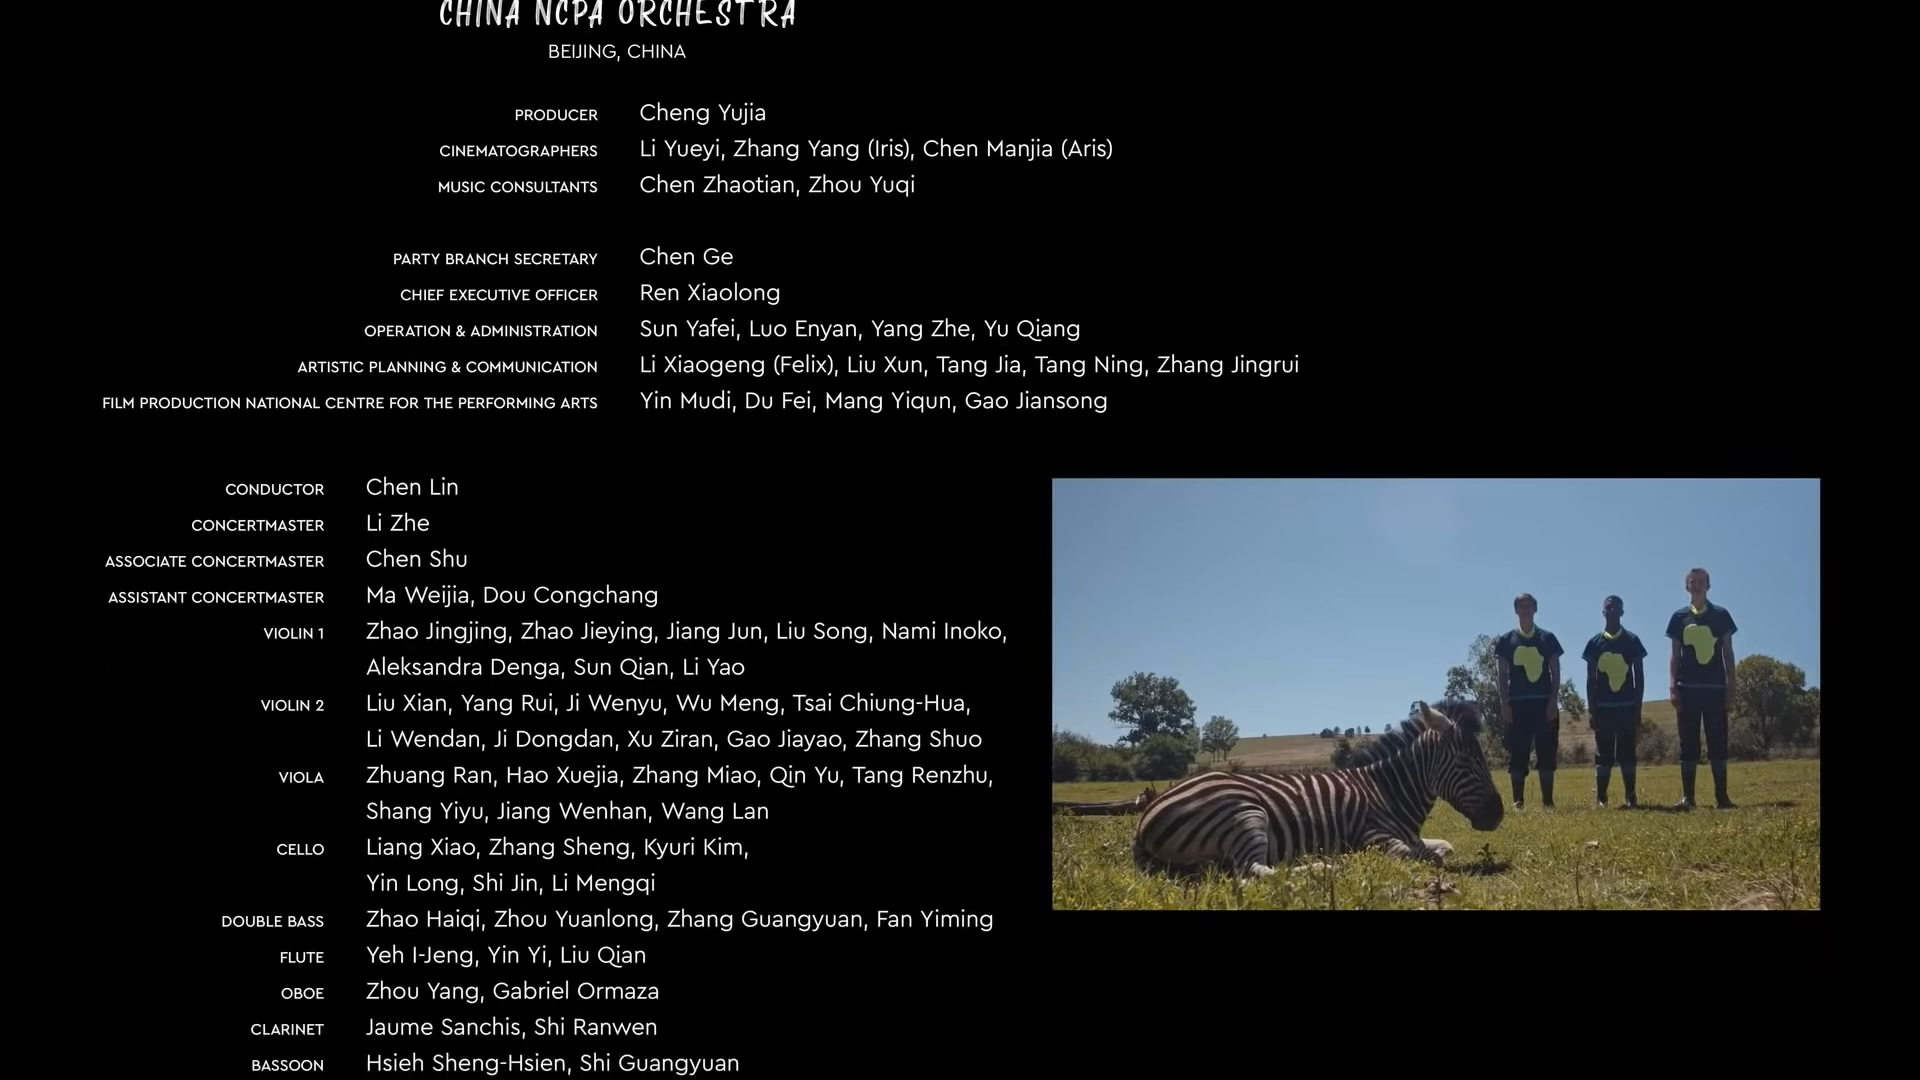 CHINA NCPA ORCHESTRA
BEIJING, CHINA
PRODUCER Cheng Yujia
CINEMATOGRAPHERS Li Yueyi, Zhang Yang (Iris), Chen Manjia (Aris)
MUSIC CONSULTANTS Chen Zhaotian, Zhou Yuqi
PARTY BRANCH SECRETARY Chen Ge
CHIEF EXECUTIVE OFFICER Ren Xiaolong
OPERATION & ADMINISTRATION Sun Yafei, Luo Enyan, Yang Zhe, Yu Qiang
ARTISTIC PLANNING & COMMUNICATION Li Xiaogeng (Felix), Liu Xun, Tang Jia, Tang Ning, Zhang Jingrui
FILM PRODUCTION NATIONAL CENTRE FOR THE PERFORMING ARTS Yin Mudi, Du Fei, Mang Yiqun, Gao Jiansong
CONDUCTOR Chen Lin
CONCERTMASTER Li Zhe
ASSOCIATE CONCERTMASTER Chen Shu
ASSISTANT CONCERTMASTER Ma Weijia, Dou Congchang
VIOLIN 1 Zhao Jingjing, Zhao Jieying, Jiang Jun, Liu Song, Nami Inoko,
Aleksandra Denga, Sun Qian, Li Yao
VIOLIN 2 Liu Xian, Yang Rui, Ji Wenyu, Wu Meng, Tsai Chiung-Hua,
Li Wendan, Ji Dongdan, Xu Ziran, Gao Jiayao, Zhang Shuo
VIOLA Zhuang Ran, Hao Xuejia, Zhang Miao, Qin Yu, Tang Renzhu,
Shang Yiyu, Jiang Wenhan, Wang Lan
CELLO Liang Xiao, Zhang Sheng, Kyuri Kim,
Yin Long, Shi Jin, Li Mengqi
DOUBLE BASS Zhao Haiqi, Zhou Yuanlong, Zhang Guangyuan, Fan Yiming
FLUTE Yeh I-Jeng, Yin Yi, Liu Qian
OBOE Zhou Yang, Gabriel Ormaza
CLARINET Jaume Sanchis, Shi Ranwen
BASSOON Hsieh Sheng-Hsien, Shi Guangyuan